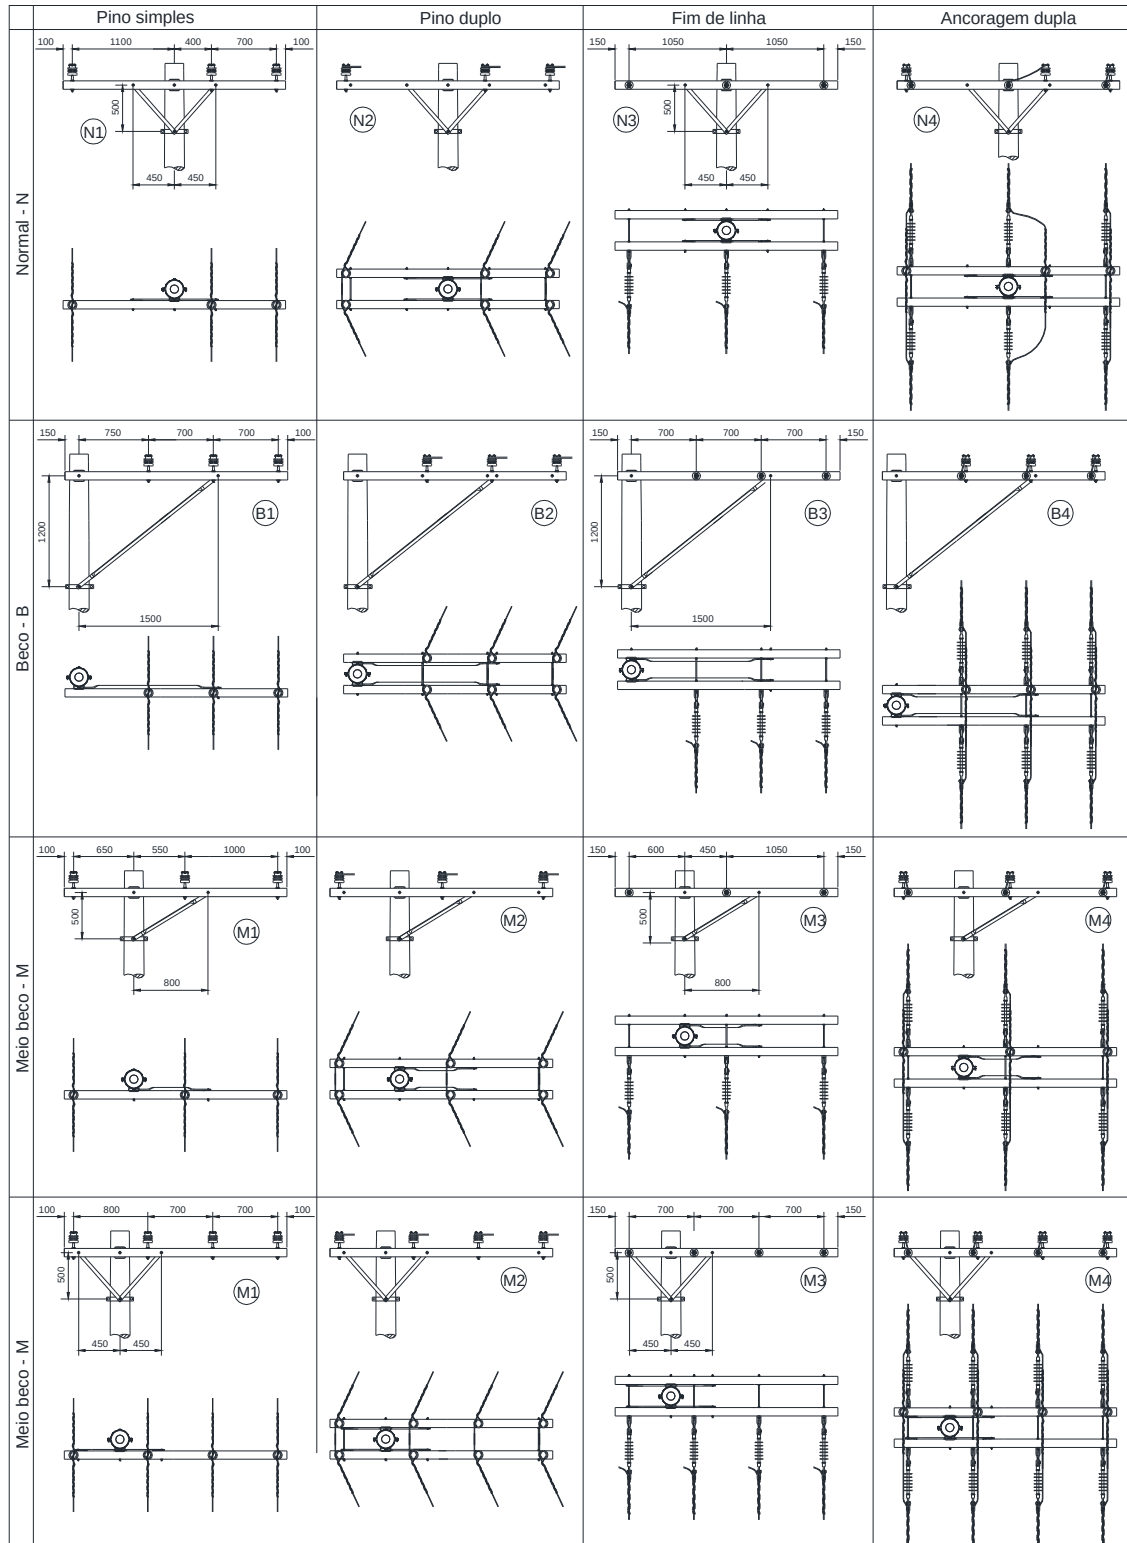 Pino simples
Pino duplo
Fim de linha
Ancoragem dupla
Normal - N
100 1100 400 700 100
500
N1
450 450
N2
150 1050 1050 150
500
N3
450 450
N4
Beco - B
150 750 700 700 100
1200
B1
1500
B2
150 700 700 700 150
1200
B3
1500
B4
Meio beco - M
100 650 550 1000 100
500
M1
800
M2
150 600 450 1050 150
500
M3
800
M4
Meio beco - M
100 800 700 700 100
500
M1
450 450
M2
150 700 700 700 150
500
M3
450 450
M4